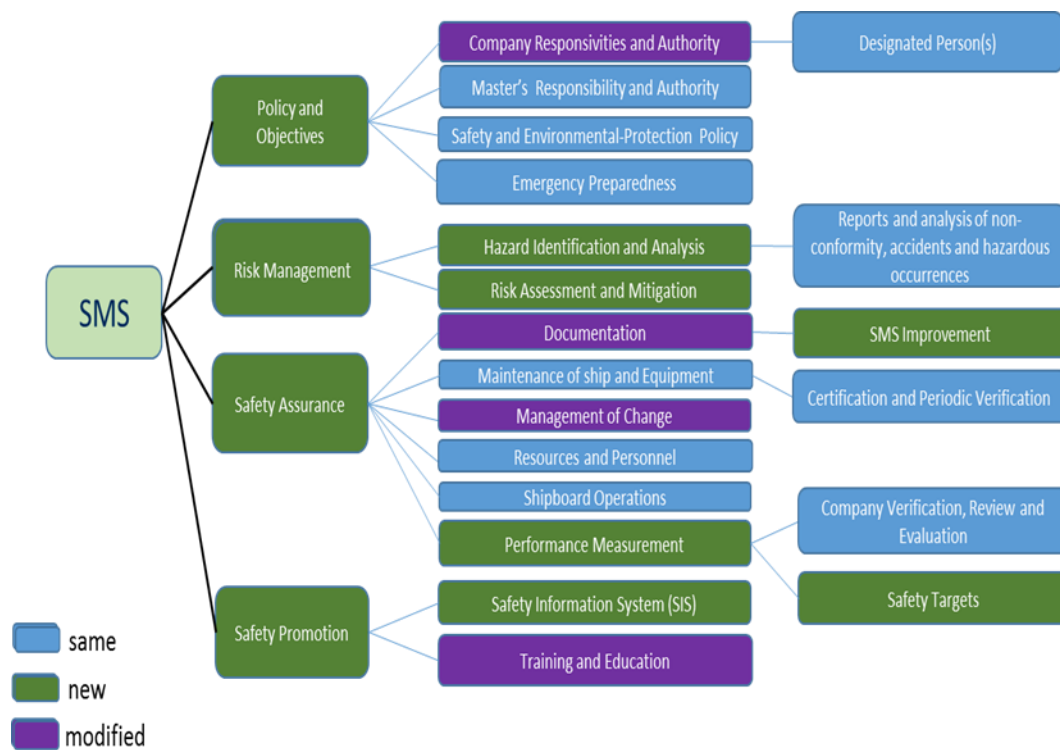 SMS
Policy and
Objectives
Risk Management
Safety Assurance
Safety Promotion
Company Responsivities and Authority
Master's Responsibility and Authority
Safety and Environmental-Protection Policy
Emergency Preparedness
Hazard Identification and Analysis
Risk Assessment and Mitigation
Documentation
Maintenance of ship and Equipment
Management of Change
Resources and Personnel
Shipboard Operations
Performance Measurement
Safety Information System (SIS)
Training and Education
Designated Person(s)
Reports and analysis of non-
conformity, accidents and hazardous
occurrences
SMS Improvement
Certification and Periodic Verification
Company Verification, Review and
Evaluation
Safety Targets
same
new
modified